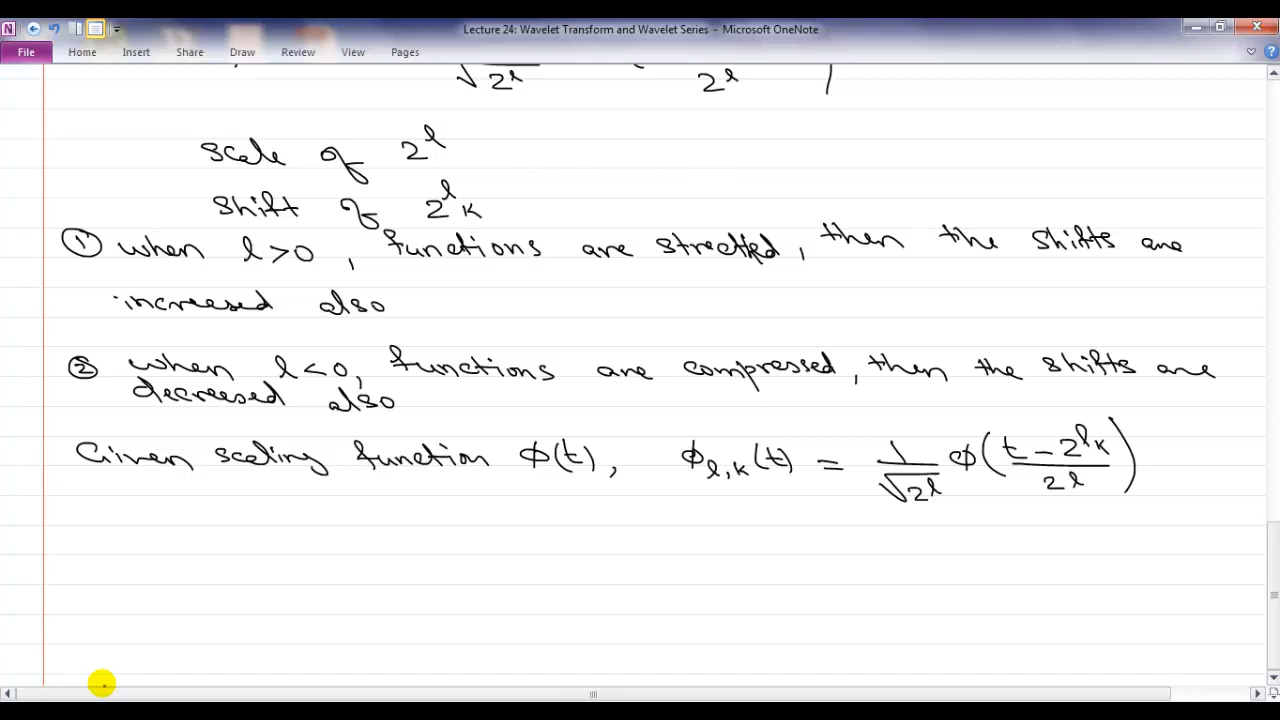 Lecture 24: Wavelet Transform and Wavelet Series - Microsoft OneNote
File Home Insert Share Draw Review View Pages
√2^l 2^l )
Scale of 2^l
Shift of 2^l k
① when l > 0, functions are stretched, then the shifts are
increased also
② when l < 0, functions are compressed, then the shifts are
decreased also
Given scaling function φ(t), φ_{l,k}(t) = 1/√2^l φ((t - 2^l k)/2^l)